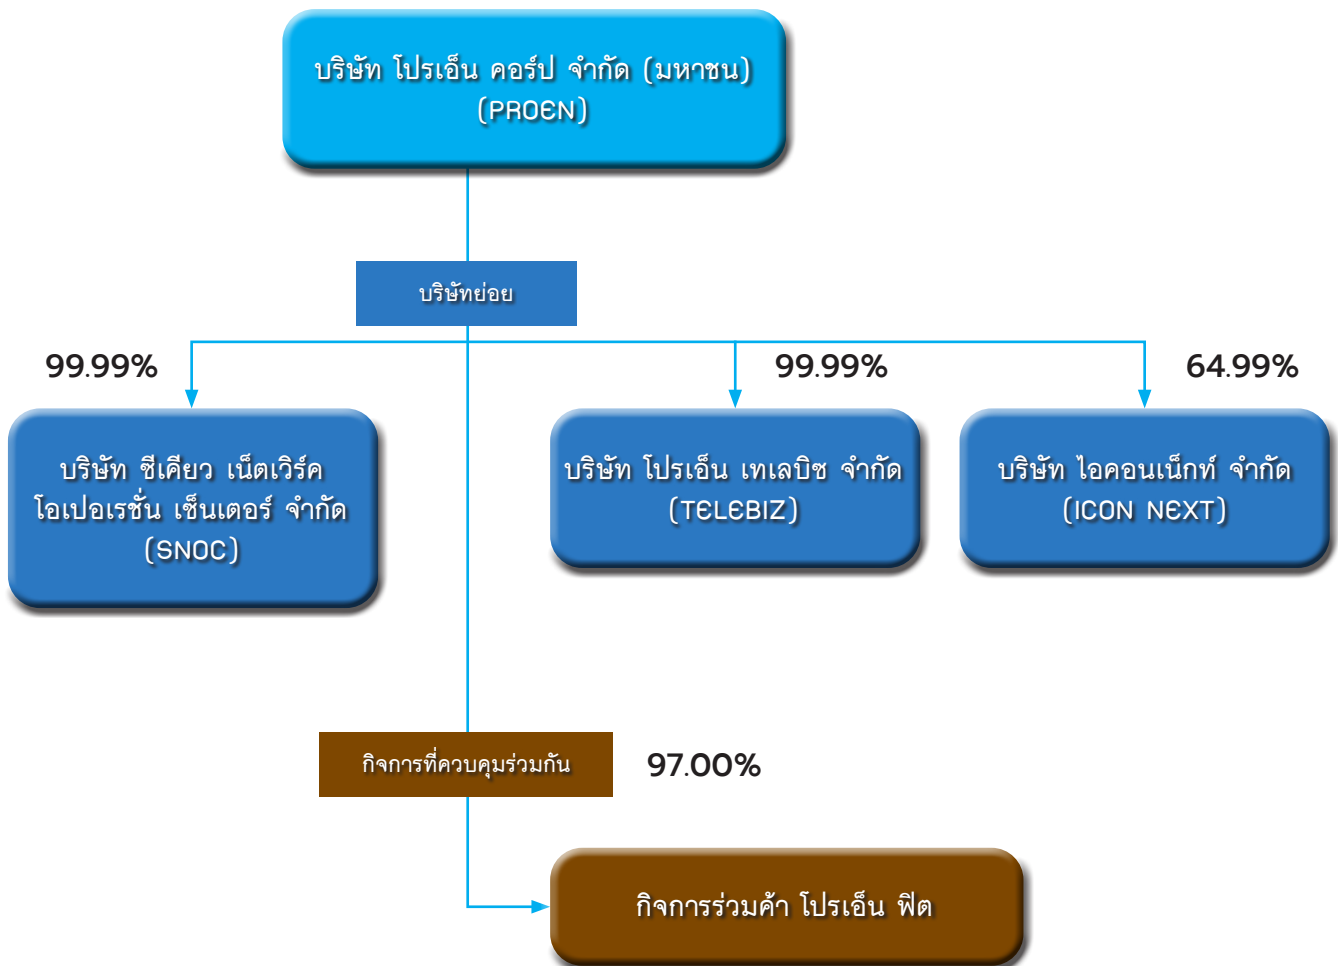 บริษัท โปรเอ็น คอร์ป จำกัด (มหาชน)
(PROEN)
บริษัทย่อย
99.99%
99.99%
64.99%
บริษัท ซีเคียว เน็ตเวิร์ค
โอเปอเรชั่น เซ็นเตอร์ จำกัด
(SNOC)
บริษัท โปรเอ็น เทเลบิซ จำกัด
(TELEBIZ)
บริษัท ไอคอนเน็กท์ จำกัด
(ICON NEXT)
กิจการที่ควบคุมร่วมกัน
97.00%
กิจการร่วมค้า โปรเอ็น ฟิต